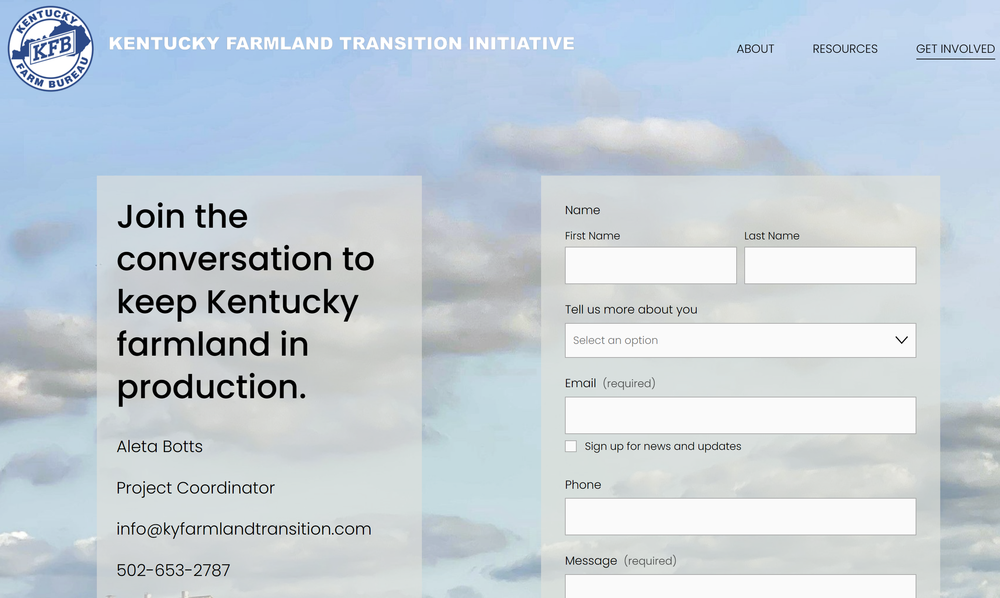 KENTUCKY
KFB
FARM BUREAU
KENTUCKY FARMLAND TRANSITION INITIATIVE
ABOUT
RESOURCES
GET INVOLVED
Join the
conversation to
keep Kentucky
farmland in
production.
Aleta Botts
Project Coordinator
info@kyfarmlandtransition.com
502-653-2787
Name
First Name
Last Name
Tell us more about you
Select an option
Email (required)
Sign up for news and updates
Phone
Message (required)